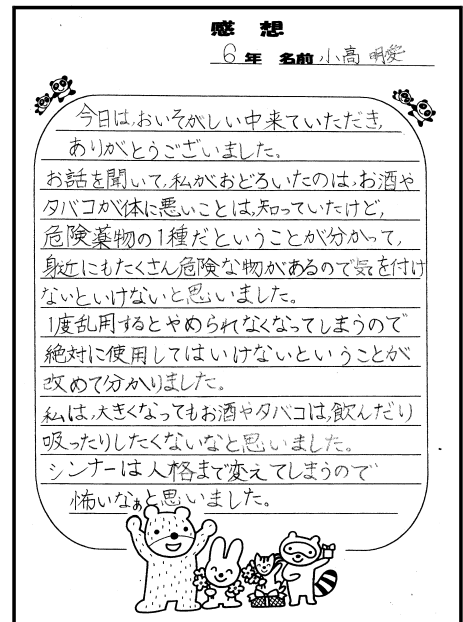 感想
6年 名前 小高 明愛
今日は、おいそがしい中来ていただき、
ありがとうございました。
お話を聞いて、私がおどろいたのは、お酒や
タバコが体に悪いことは、知っていたけど、
危険薬物の1種だということが分かって、
身近にもたくさん危険な物があるので気を付け
ないといけないと思いました。
1度乱用するとやめられなくなってしまうので
絶対に使用してはいけないということが
改めて分かりました。
私は、大きくなってもお酒やタバコは、飲んだり
吸ったりしたくないなと思いました。
シンナーは人格まで変えてしまうので
怖いなぁと思いました。